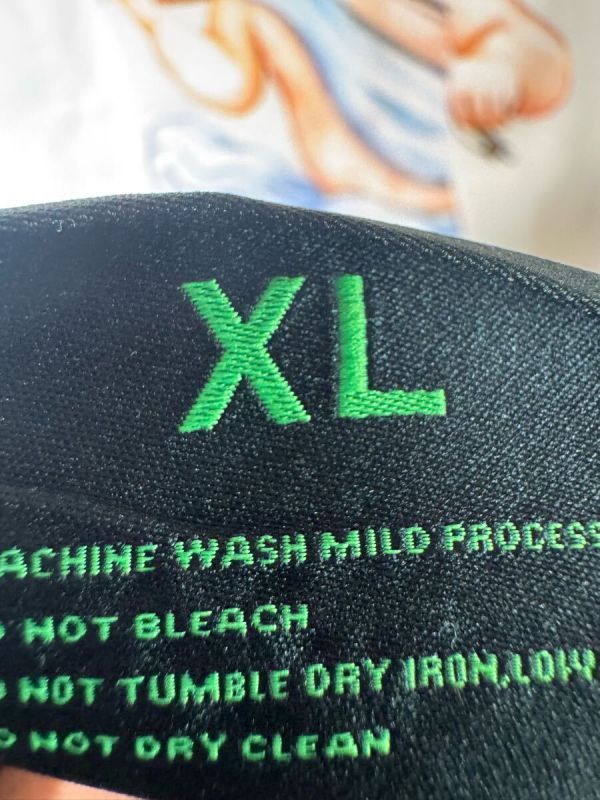 XL
ACHINE WASH MILD PROCESS
NOT BLEACH
NOT TUMBLE DRY IRON,LOW
NOT DRY CLEAN